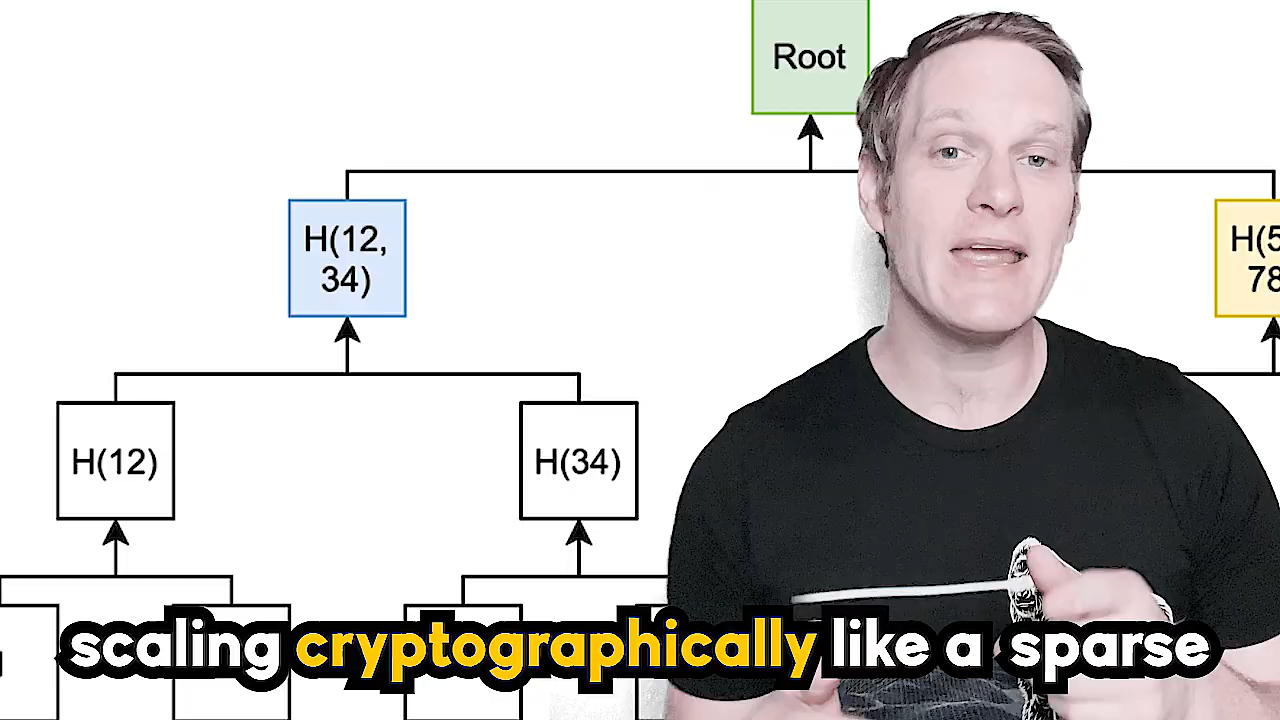 Root
H(12,
34)
H(5
78
H(12)
H(34)
scaling cryptographically like a sparse